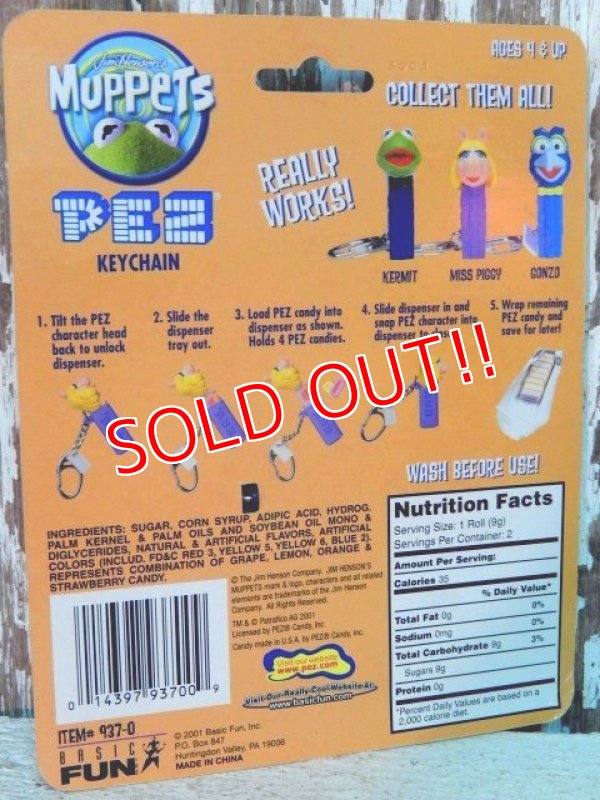 AGES 4 & UP
Jim Henson's
MUPPETS
COLLECT THEM ALL!
REALLY
WORKS!
PEZ®
KEYCHAIN
KERMIT
MISS PIGGY
GONZO
1. Tilt the PEZ
character head
back to unlock
dispenser.
2. Slide the
dispenser
tray out.
3. Load PEZ candy into
dispenser as shown.
Holds 4 PEZ candies.
4. Slide dispenser in and
snap PEZ character into
dispenser to
5. Wrap remaining
PEZ candy and
save for later!
SOLD OUT!!
WASH BEFORE USE!
INGREDIENTS: SUGAR, CORN SYRUP, ADIPIC ACID, HYDROG.
PALM KERNEL & PALM OILS AND SOYBEAN OIL MONO &
DIGLYCERIDES, NATURAL & ARTIFICIAL FLAVORS, ARTIFICIAL
COLORS (INCLUD. FD&C RED 3, YELLOW 5, YELLOW 6, BLUE 2).
REPRESENTS COMBINATION OF GRAPE, LEMON, ORANGE &
STRAWBERRY CANDY.
© The Jim Henson Company. JIM HENSON'S
MUPPETS mark & logo, characters and all related
elements are trademarks of the Jim Henson
Company. All Rights Reserved.
TM & © Patrafico AG 2001
Licensed by PEZ® Candy, Inc.
Candy made in U.S.A. by PEZ® Candy, Inc.
Visit our website
www.pez.com
Visit Our Really Cool Website At
www.basicfun.com
Nutrition Facts
Serving Size: 1 Roll (9g)
Servings Per Container: 2
Amount Per Serving:
Calories 35
% Daily Value*
Total Fat 0g 0%
Sodium 0mg 0%
Total Carbohydrate 9g 3%
Sugars 9g
Protein 0g
*Percent Daily Values are based on a
2,000 calorie diet.
0 14397 93700 9
ITEM# 937-0
BASIC
FUN
© 2001 Basic Fun, Inc.
P.O. Box 847
Huntingdon Valley, PA 19006
MADE IN CHINA